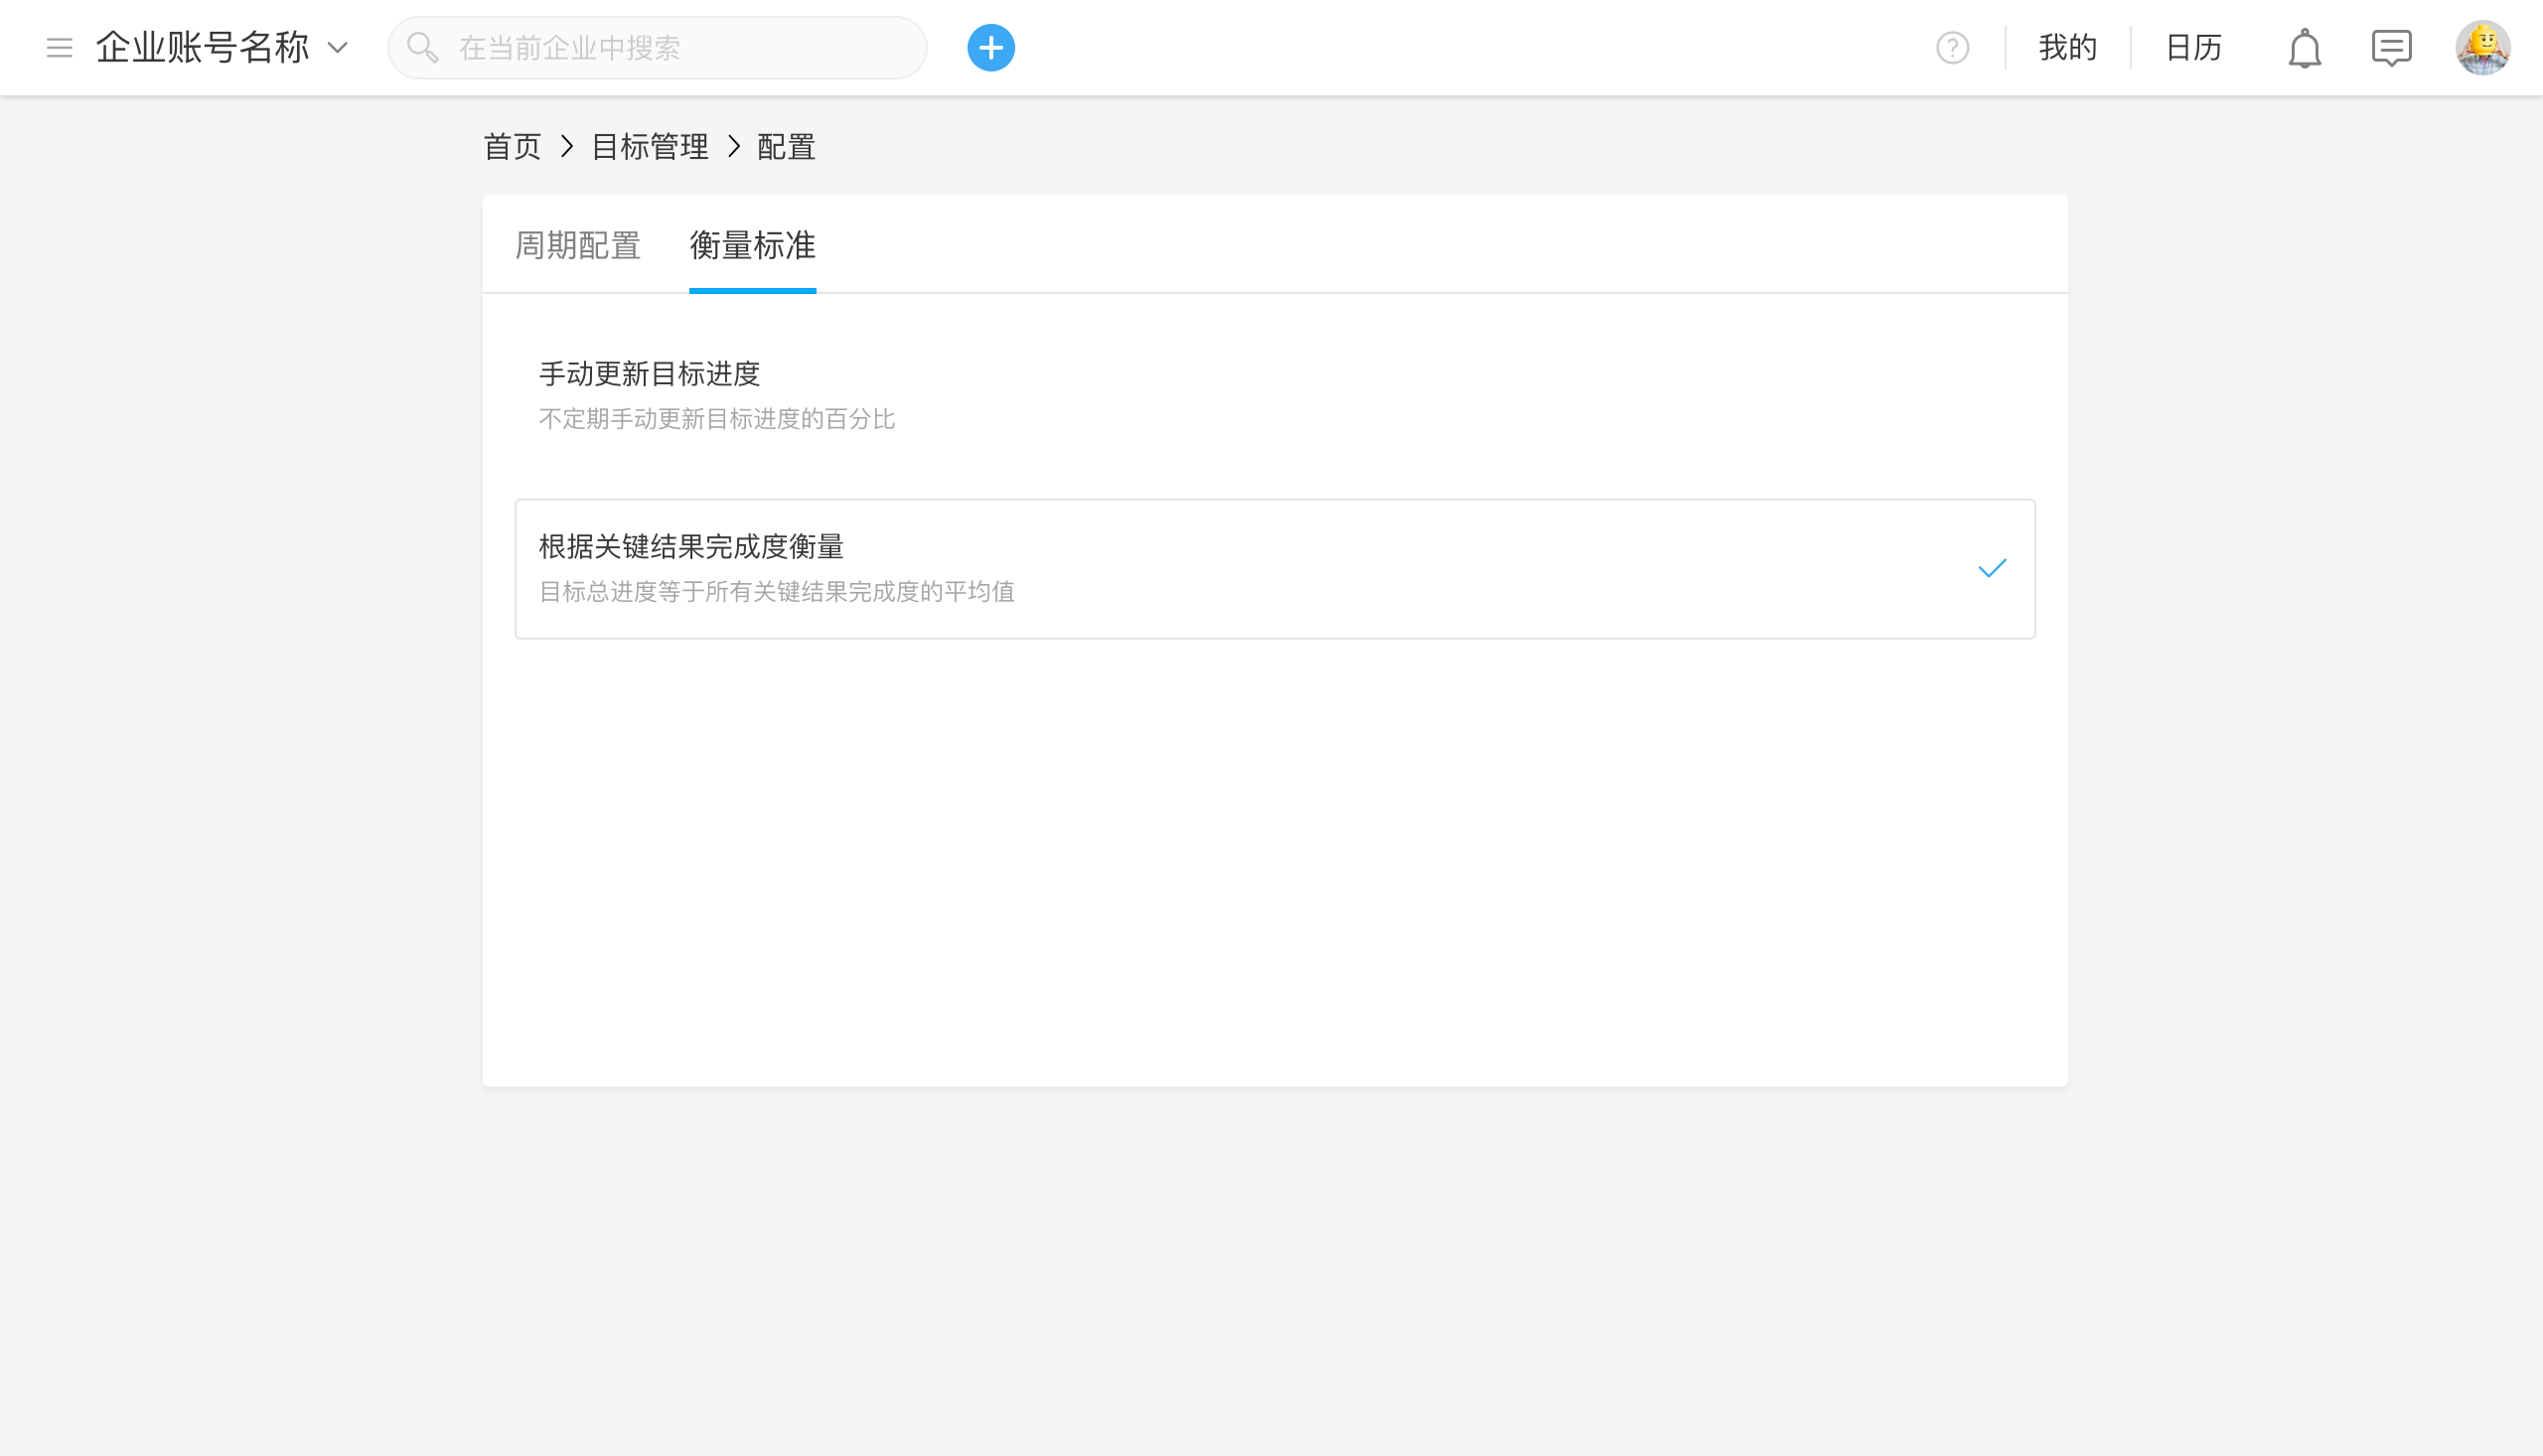 企业账号名称
在当前企业中搜索
我的
日历
首页 > 目标管理 > 配置
周期配置
衡量标准
手动更新目标进度
不定期手动更新目标进度的百分比
根据关键结果完成度衡量
目标总进度等于所有关键结果完成度的平均值